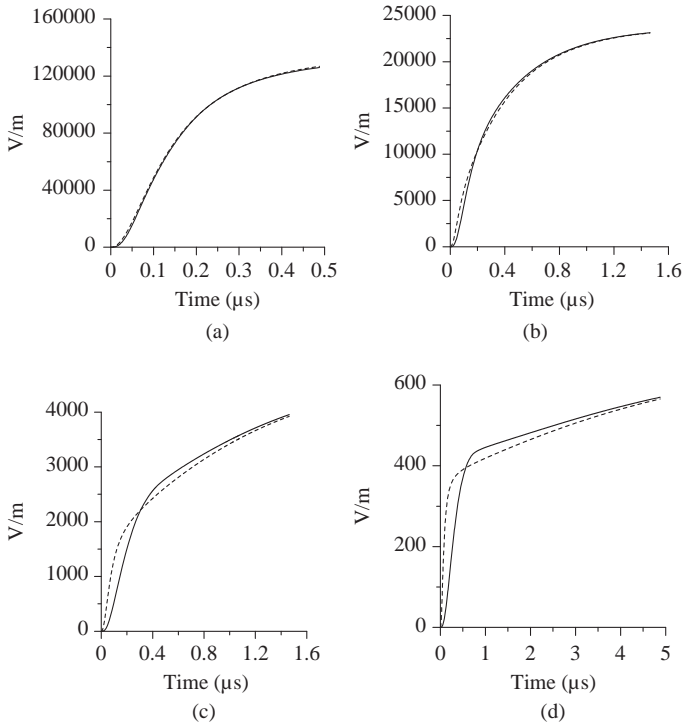 160000
120000
80000
40000
0
V/m
0 0.1 0.2 0.3 0.4 0.5
Time (µs)
(a)
25000
20000
15000
10000
5000
0
V/m
0 0.4 0.8 1.2 1.6
Time (µs)
(b)
4000
3000
2000
1000
0
V/m
0 0.4 0.8 1.2 1.6
Time (µs)
(c)
600
400
200
0
V/m
0 1 2 3 4 5
Time (µs)
(d)